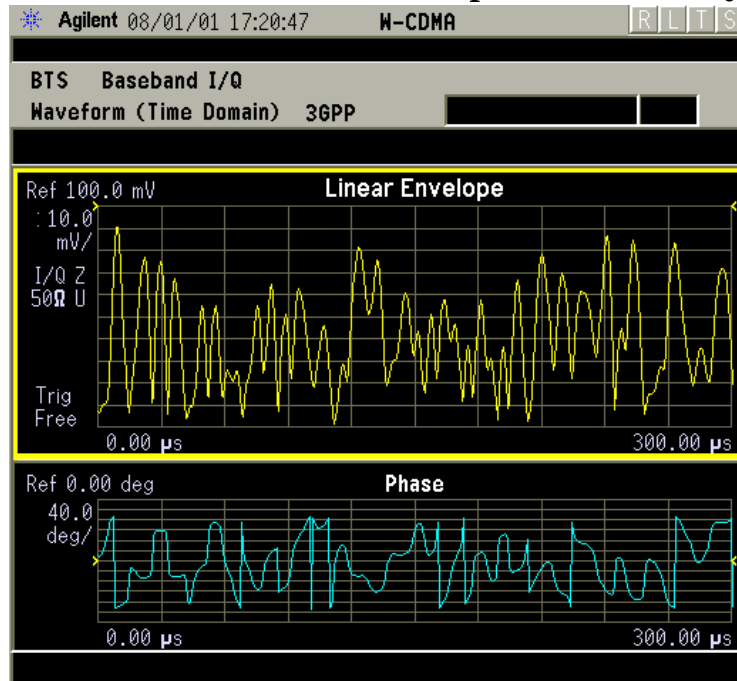 Agilent 08/01/01 17:20:47 W-CDMA R L T S
BTS Baseband I/Q
Waveform (Time Domain) 3GPP
Ref 100.0 mV Linear Envelope
10.0
mV/
I/Q Z
50Ω U
Trig
Free
0.00 µs 300.00 µs
Ref 0.00 deg Phase
40.0
deg/
0.00 µs 300.00 µs